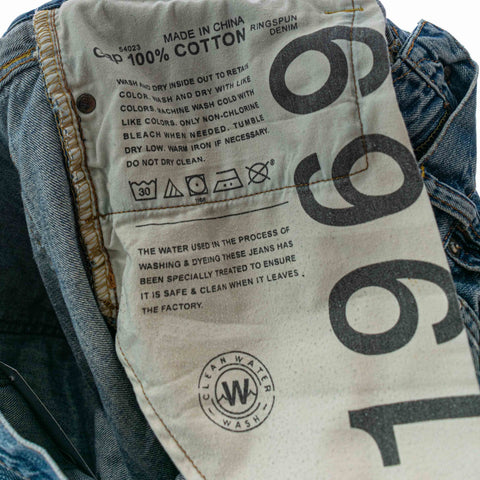 MADE IN CHINA
54023
RINGSPUN
Gap 100% COTTON DENIM
WASH AND DRY INSIDE OUT TO RETAIN
COLOR. WASH AND DRY WITH LIKE
COLORS. MACHINE WASH COLD WITH
LIKE COLORS. ONLY NON-CHLORINE
BLEACH WHEN NEEDED. TUMBLE
DRY LOW. WARM IRON IF NECESSARY.
DO NOT DRY CLEAN.
30
THE WATER USED IN THE PROCESS OF
WASHING & DYEING THESE JEANS HAS
BEEN SPECIALLY TREATED TO ENSURE
IT IS SAFE & CLEAN WHEN IT LEAVES
THE FACTORY.
CLEAN WATER
W
WASH
1969